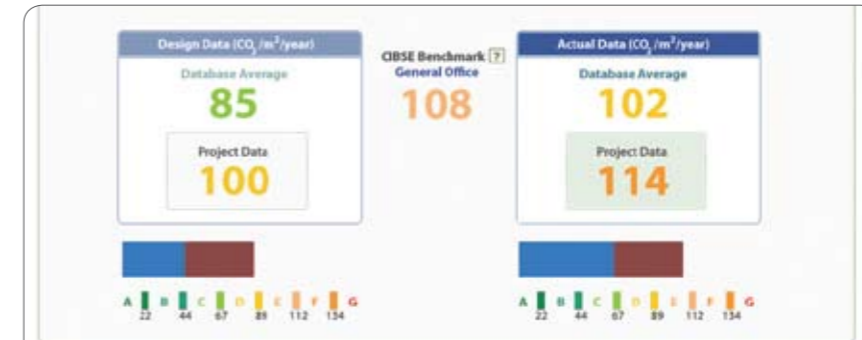 Design Data (CO₂/m²/year)
Database Average
85
Project Data
100
CIBSE Benchmark ?
General Office
108
Actual Data (CO₂/m²/year)
Database Average
102
Project Data
114
A B C D E F G
22 44 67 89 112 134
A B C D E F G
22 44 67 89 112 134